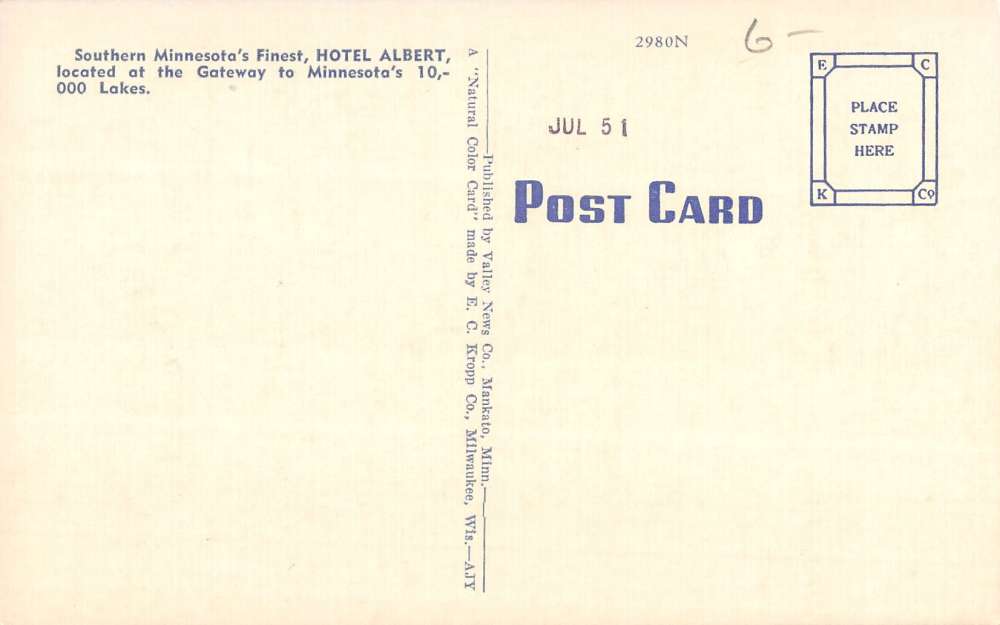 Southern Minnesota's Finest, HOTEL ALBERT,
located at the Gateway to Minnesota's 10,-
000 Lakes.
Published by Valley News Co., Mankato, Minn.
A "Natural Color Card" made by E. C. Kropp Co., Milwaukee, Wis.—AJY
2980N
6-
JUL 51
POST CARD
E C
PLACE
STAMP
HERE
K Co